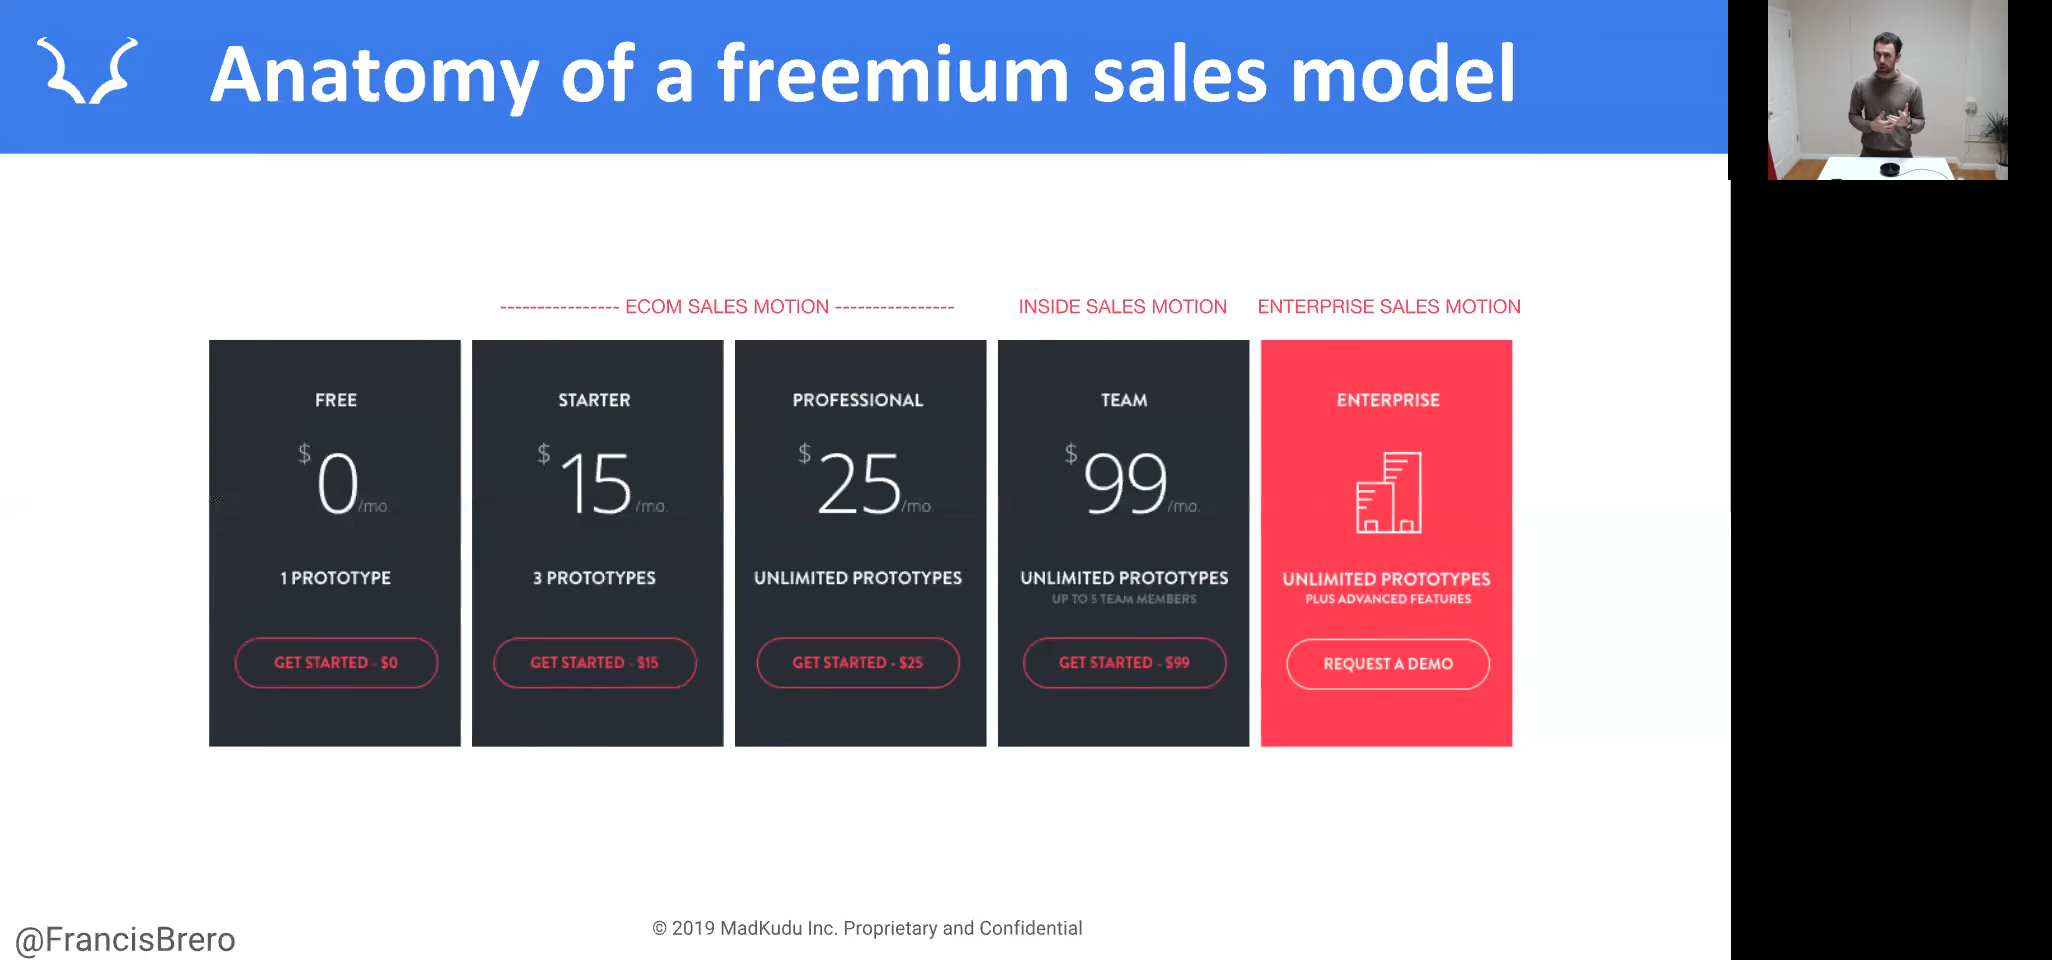 Anatomy of a freemium sales model
---------------- ECOM SALES MOTION ----------------
INSIDE SALES MOTION
ENTERPRISE SALES MOTION
FREE
$0/mo.
1 PROTOTYPE
GET STARTED - $0
STARTER
$15/mo.
3 PROTOTYPES
GET STARTED - $15
PROFESSIONAL
$25/mo.
UNLIMITED PROTOTYPES
GET STARTED - $25
TEAM
$99/mo.
UNLIMITED PROTOTYPES
UP TO 5 TEAM MEMBERS
GET STARTED - $99
ENTERPRISE
UNLIMITED PROTOTYPES
PLUS ADVANCED FEATURES
REQUEST A DEMO
@FrancisBrero
© 2019 MadKudu Inc. Proprietary and Confidential